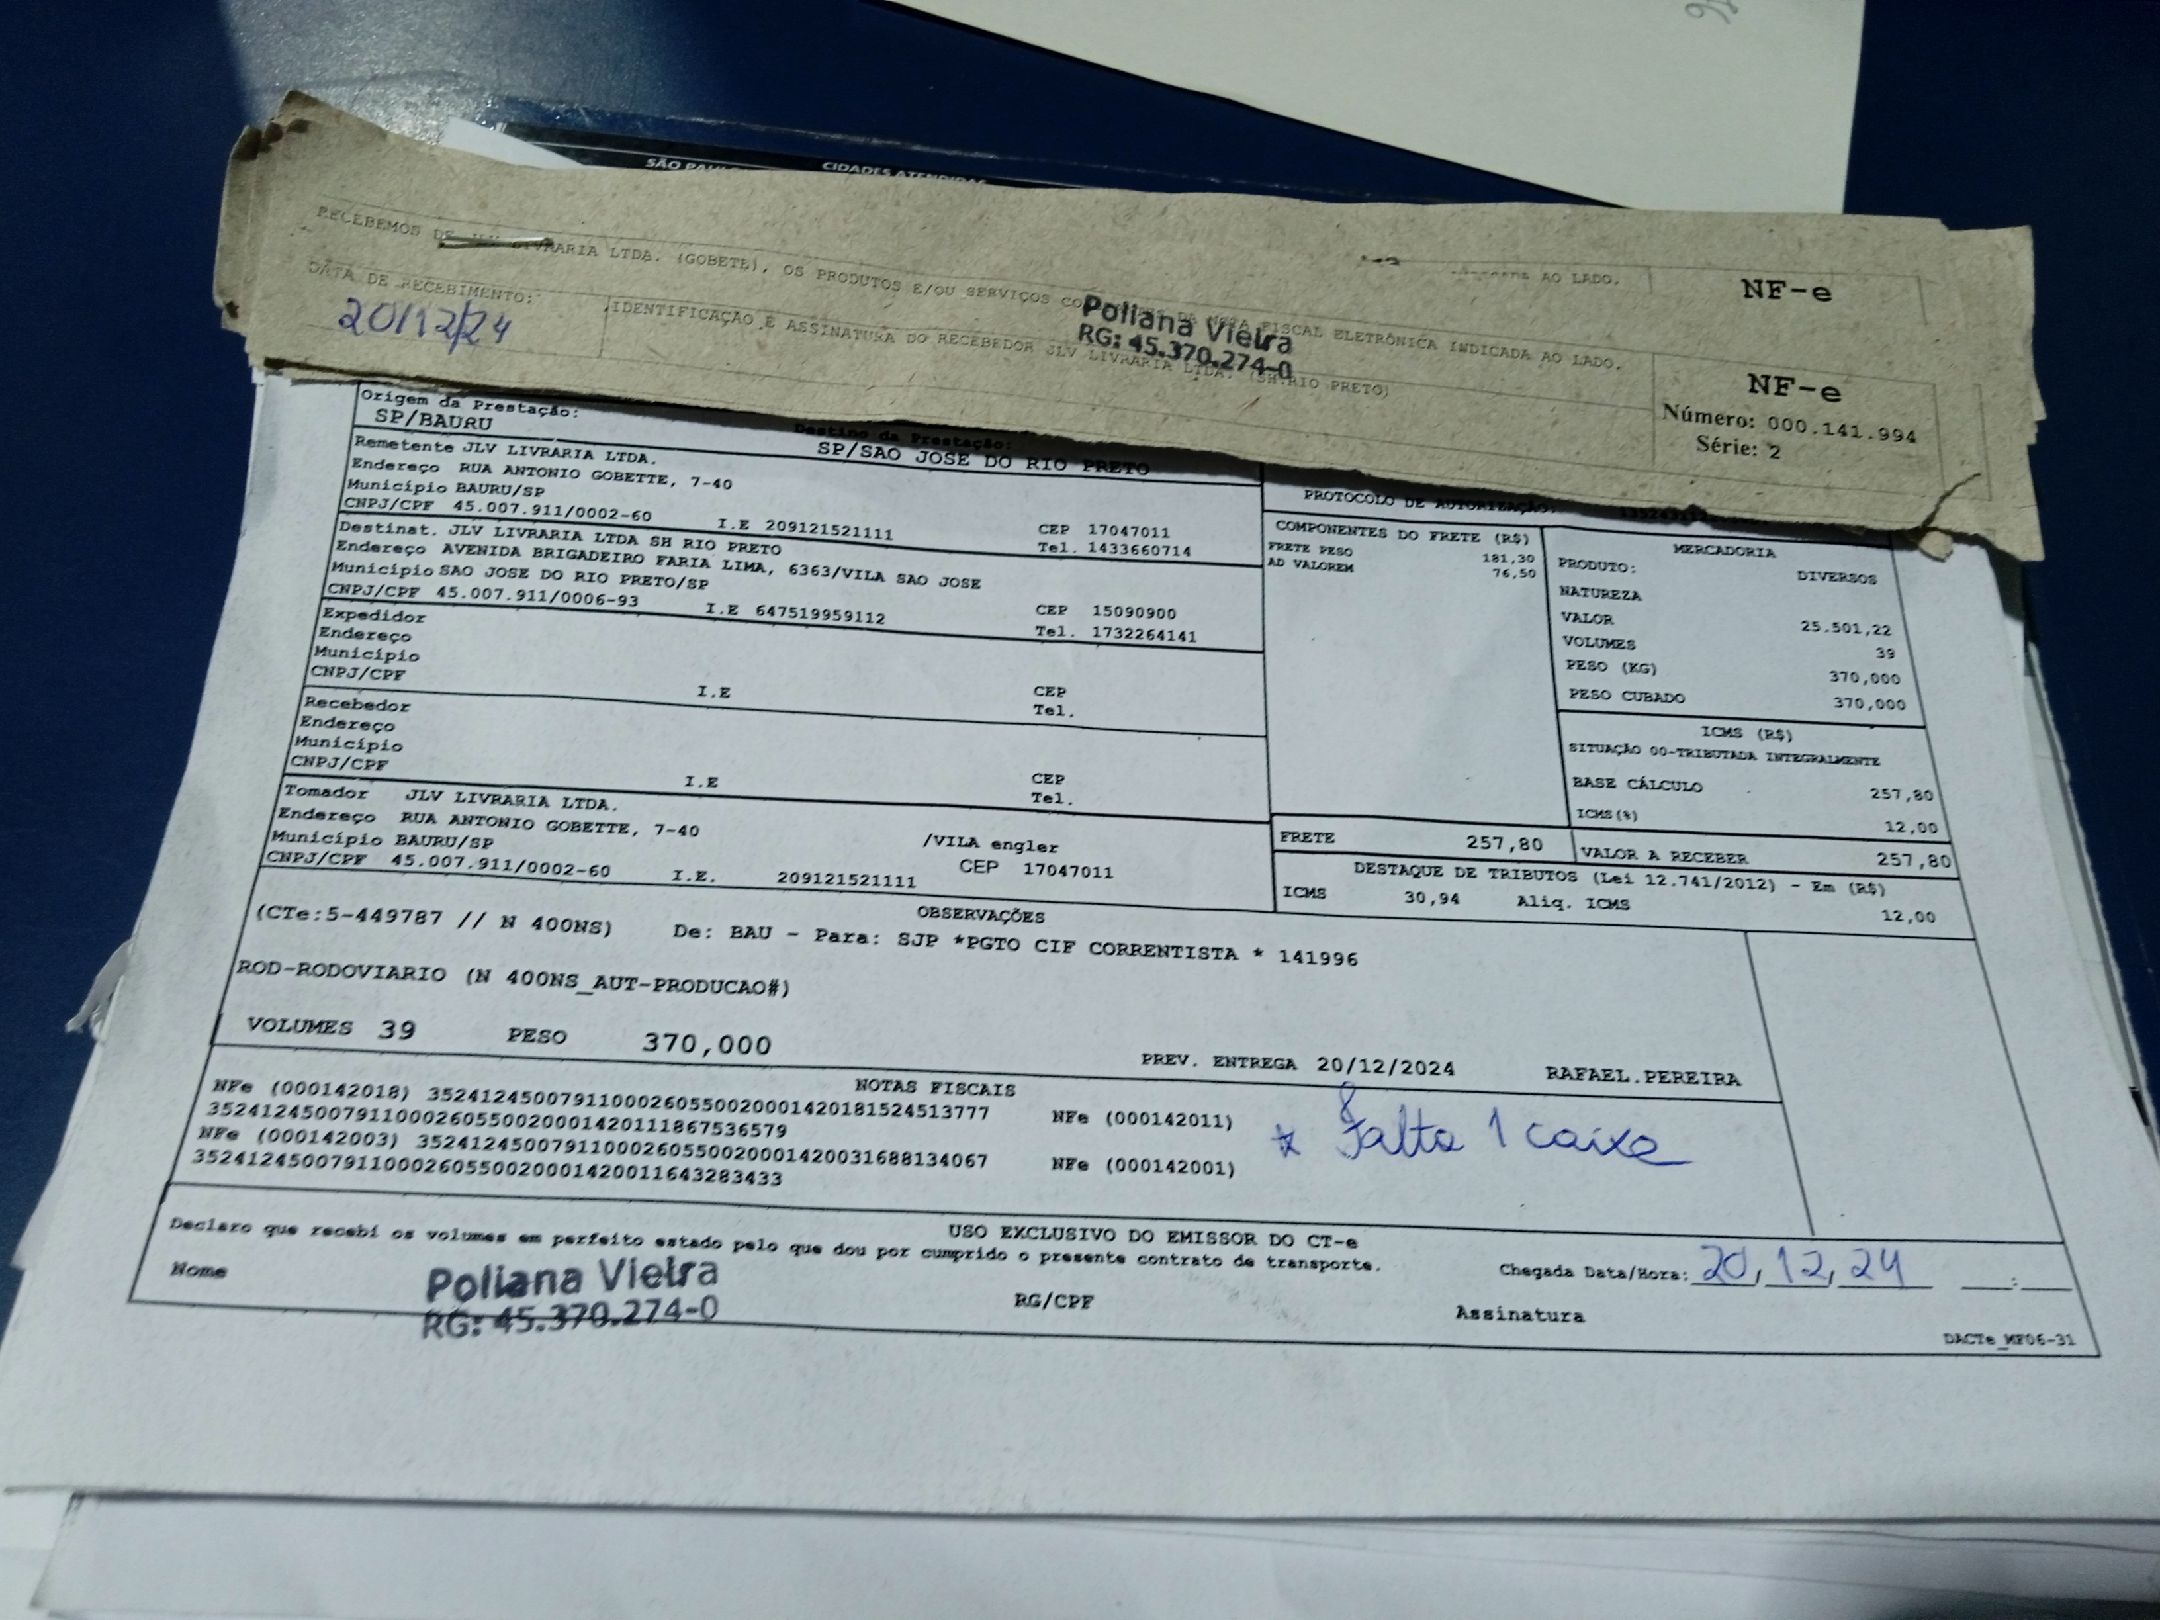 SÃO PAULO CIDADES ATENDIDAS
AO LADO.
NF-e
RECEBEMOS DE JLV LIVRARIA LTDA. (GOBETE), OS PRODUTOS E/OU SERVIÇOS CONSTANTES DA NOTA FISCAL ELETRÔNICA INDICADA AO LADO.
DATA DE RECEBIMENTO:
20/12/24
IDENTIFICAÇÃO E ASSINATURA DO RECEBEDOR JLV LIVRARIA LTDA. (SH.RIO PRETO)
Poliana Vieira
RG: 45.370.274-0
NF-e
Número: 000.141.994
Série: 2
Origem da Prestação:
SP/BAURU
Destino da Prestação:
SP/SAO JOSE DO RIO PRETO
Remetente JLV LIVRARIA LTDA.
Endereço RUA ANTONIO GOBETTE, 7-40
Município BAURU/SP
CNPJ/CPF 45.007.911/0002-60 I.E 209121521111 CEP 17047011
Tel. 1433660714
Destinat. JLV LIVRARIA LTDA SH RIO PRETO
Endereço AVENIDA BRIGADEIRO FARIA LIMA, 6363/VILA SAO JOSE
Município SAO JOSE DO RIO PRETO/SP
CNPJ/CPF 45.007.911/0006-93 I.E 647519959112 CEP 15090900
Tel. 1732264141
Expedidor
Endereço
Município
CNPJ/CPF I.E CEP
Tel.
Recebedor
Endereço
Município
CNPJ/CPF I.E CEP
Tel.
Tomador JLV LIVRARIA LTDA.
Endereço RUA ANTONIO GOBETTE, 7-40 /VILA engler
Município BAURU/SP CEP 17047011
CNPJ/CPF 45.007.911/0002-60 I.E. 209121521111
PROTOCOLO DE AUTORIZAÇÃO:
COMPONENTES DO FRETE (R$)
FRETE PESO 181,30
AD VALOREM 76,50
MERCADORIA
PRODUTO: DIVERSOS
NATUREZA
VALOR 25.501,22
VOLUMES 39
PESO (KG) 370,000
PESO CUBADO 370,000
ICMS (R$)
SITUAÇÃO 00-TRIBUTADA INTEGRALMENTE
BASE CÁLCULO 257,80
ICMS(%) 12,00
FRETE 257,80 VALOR A RECEBER 257,80
DESTAQUE DE TRIBUTOS (Lei 12.741/2012) - Em (R$)
ICMS 30,94 Aliq. ICMS 12,00
OBSERVAÇÕES
(CTe:5-449787 // N 400NS) De: BAU - Para: SJP *PGTO CIF CORRENTISTA * 141996
ROD-RODOVIARIO (N 400NS_AUT-PRODUCAO#)
VOLUMES 39 PESO 370,000 PREV. ENTREGA 20/12/2024 RAFAEL.PEREIRA
NOTAS FISCAIS
NFe (000142018) 35241245007911000260550020001420181524513777 NFe (000142011)
35241245007911000260550020001420111867536579
NFe (000142003) 35241245007911000260550020001420031688134067 NFe (000142001)
35241245007911000260550020001420011643283433
* Falta 1 caixa
USO EXCLUSIVO DO EMISSOR DO CT-e
Declaro que recebi os volumes em perfeito estado pelo que dou por cumprido o presente contrato de transporte.
Chegada Data/Hora: 20, 12, 24 __:__
Nome
Poliana Vieira
RG: 45.370.274-0
RG/CPF
Assinatura
DACTe_MF06-31